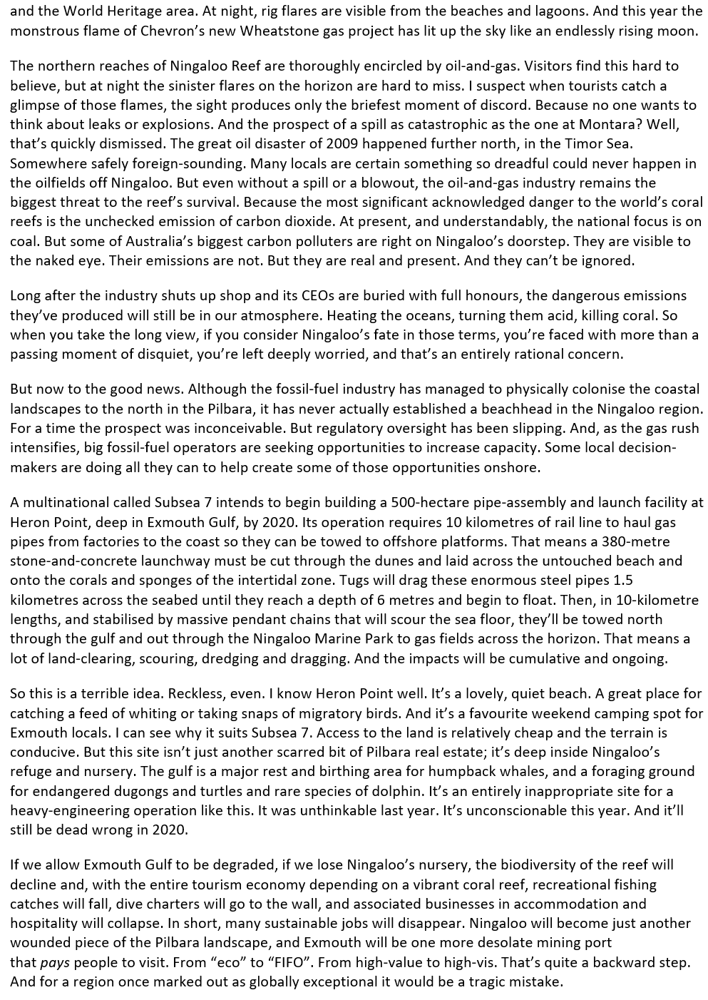 and the World Heritage area. At night, rig flares are visible from the beaches and lagoons. And this year the
monstrous flame of Chevron’s new Wheatstone gas project has lit up the sky like an endlessly rising moon.
The northern reaches of Ningaloo Reef are thoroughly encircled by oil-and-gas. Visitors find this hard to
believe, but at night the sinister flares on the horizon are hard to miss. I suspect when tourists catch a
glimpse of those flames, the sight produces only the briefest moment of discord. Because no one wants to
think about leaks or explosions. And the prospect of a spill as catastrophic as the one at Montara? Well,
that’s quickly dismissed. The great oil disaster of 2009 happened further north, in the Timor Sea.
Somewhere safely foreign-sounding. Many locals are certain something so dreadful could never happen in
the oilfields off Ningaloo. But even without a spill or a blowout, the oil-and-gas industry remains the
biggest threat to the reef’s survival. Because the most significant acknowledged danger to the world’s coral
reefs is the unchecked emission of carbon dioxide. At present, and understandably, the national focus is on
coal. But some of Australia’s biggest carbon polluters are right on Ningaloo’s doorstep. They are visible to
the naked eye. Their emissions are not. But they are real and present. And they can’t be ignored.
Long after the industry shuts up shop and its CEOs are buried with full honours, the dangerous emissions
they’ve produced will still be in our atmosphere. Heating the oceans, turning them acid, killing coral. So
when you take the long view, if you consider Ningaloo’s fate in those terms, you’re faced with more than a
passing moment of disquiet, you’re left deeply worried, and that’s an entirely rational concern.
But now to the good news. Although the fossil-fuel industry has managed to physically colonise the coastal
landscapes to the north in the Pilbara, it has never actually established a beachhead in the Ningaloo region.
For a time the prospect was inconceivable. But regulatory oversight has been slipping. And, as the gas rush
intensifies, big fossil-fuel operators are seeking opportunities to increase capacity. Some local decision-
makers are doing all they can to help create some of those opportunities onshore.
A multinational called Subsea 7 intends to begin building a 500-hectare pipe-assembly and launch facility at
Heron Point, deep in Exmouth Gulf, by 2020. Its operation requires 10 kilometres of rail line to haul gas
pipes from factories to the coast so they can be towed to offshore platforms. That means a 380-metre
stone-and-concrete launchway must be cut through the dunes and laid across the untouched beach and
onto the corals and sponges of the intertidal zone. Tugs will drag these enormous steel pipes 1.5
kilometres across the seabed until they reach a depth of 6 metres and begin to float. Then, in 10-kilometre
lengths, and stabilised by massive pendant chains that will scour the sea floor, they’ll be towed north
through the gulf and out through the Ningaloo Marine Park to gas fields across the horizon. That means a
lot of land-clearing, scouring, dredging and dragging. And the impacts will be cumulative and ongoing.
So this is a terrible idea. Reckless, even. I know Heron Point well. It’s a lovely, quiet beach. A great place for
catching a feed of whiting or taking snaps of migratory birds. And it’s a favourite weekend camping spot for
Exmouth locals. I can see why it suits Subsea 7. Access to the land is relatively cheap and the terrain is
conducive. But this site isn’t just another scarred bit of Pilbara real estate; it’s deep inside Ningaloo’s
refuge and nursery. The gulf is a major rest and birthing area for humpback whales, and a foraging ground
for endangered dugongs and turtles and rare species of dolphin. It’s an entirely inappropriate site for a
heavy-engineering operation like this. It was unthinkable last year. It’s unconscionable this year. And it’ll
still be dead wrong in 2020.
If we allow Exmouth Gulf to be degraded, if we lose Ningaloo’s nursery, the biodiversity of the reef will
decline and, with the entire tourism economy depending on a vibrant coral reef, recreational fishing
catches will fall, dive charters will go to the wall, and associated businesses in accommodation and
hospitality will collapse. In short, many sustainable jobs will disappear. Ningaloo will become just another
wounded piece of the Pilbara landscape, and Exmouth will be one more desolate mining port
that pays people to visit. From “eco” to “FIFO”. From high-value to high-vis. That’s quite a backward step.
And for a region once marked out as globally exceptional it would be a tragic mistake.